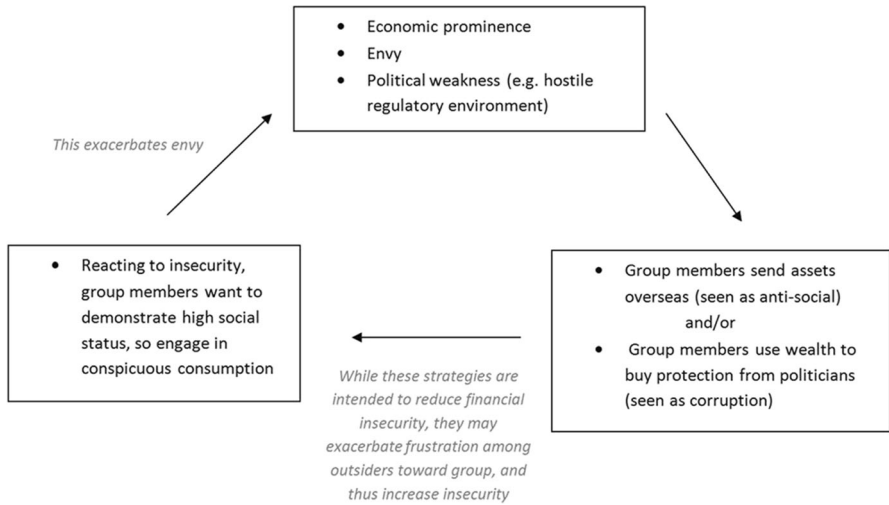 • Economic prominence
• Envy
• Political weakness (e.g. hostile
regulatory environment)
This exacerbates envy
• Reacting to insecurity,
group members want to
demonstrate high social
status, so engage in
conspicuous consumption
• Group members send assets
overseas (seen as anti-social)
and/or
• Group members use wealth to
buy protection from politicians
(seen as corruption)
While these strategies are
intended to reduce financial
insecurity, they may
exacerbate frustration among
outsiders toward group, and
thus increase insecurity